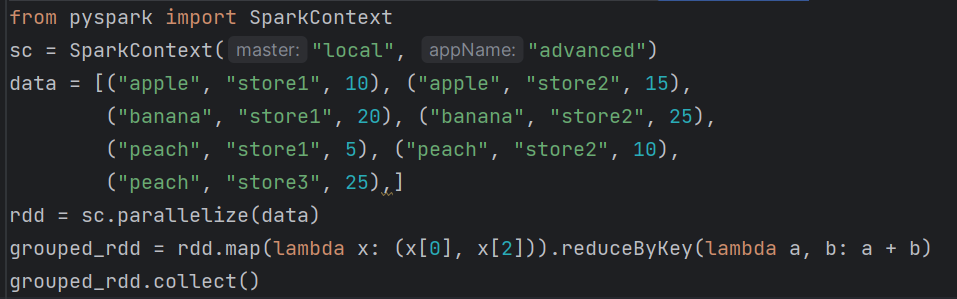 from pyspark import SparkContext
sc = SparkContext( master: "local", appName: "advanced")
data = [("apple", "store1", 10), ("apple", "store2", 15),
        ("banana", "store1", 20), ("banana", "store2", 25),
        ("peach", "store1", 5), ("peach", "store2", 10),
        ("peach", "store3", 25),]
rdd = sc.parallelize(data)
grouped_rdd = rdd.map(lambda x: (x[0], x[2])).reduceByKey(lambda a, b: a + b)
grouped_rdd.collect()